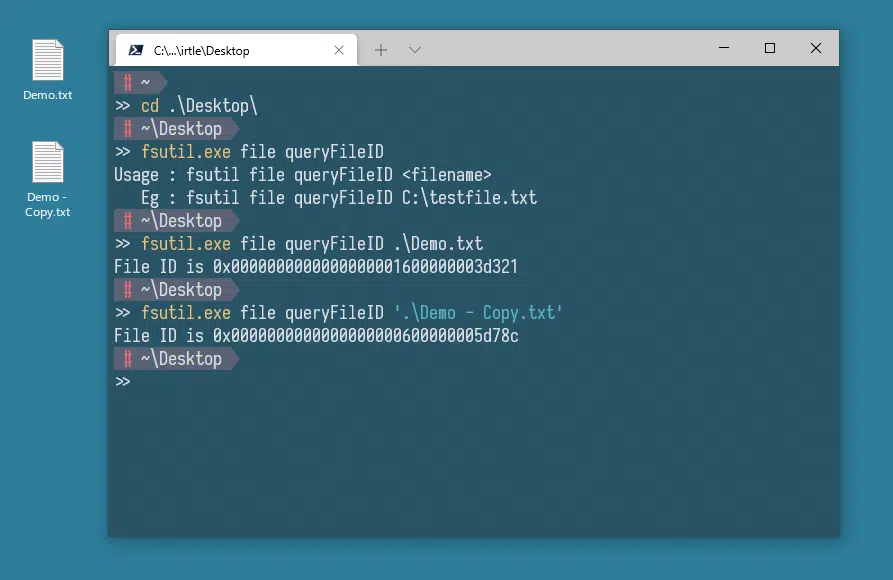 Demo.txt
Demo -
Copy.txt
C:\...\irtle\Desktop
# ~
>> cd .\Desktop\
# ~\Desktop
>> fsutil.exe file queryFileID
Usage : fsutil file queryFileID <filename>
Eg : fsutil file queryFileID C:\testfile.txt
# ~\Desktop
>> fsutil.exe file queryFileID .\Demo.txt
File ID is 0x0000000000000000001600000003d321
# ~\Desktop
>> fsutil.exe file queryFileID '.\Demo - Copy.txt'
File ID is 0x0000000000000000000600000005d78c
# ~\Desktop
>>